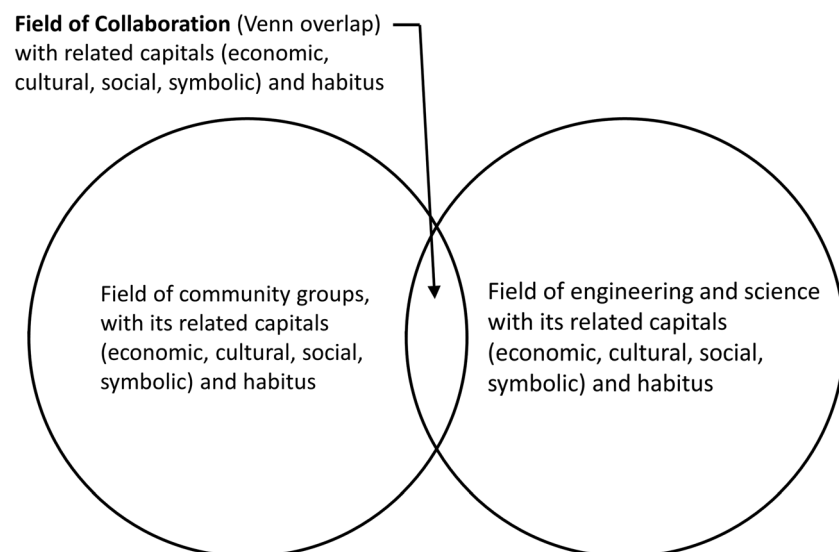 Field of Collaboration (Venn overlap)
with related capitals (economic,
cultural, social, symbolic) and habitus
Field of community groups,
with its related capitals
(economic, cultural, social,
symbolic) and habitus
Field of engineering and science
with its related capitals
(economic, cultural, social,
symbolic) and habitus